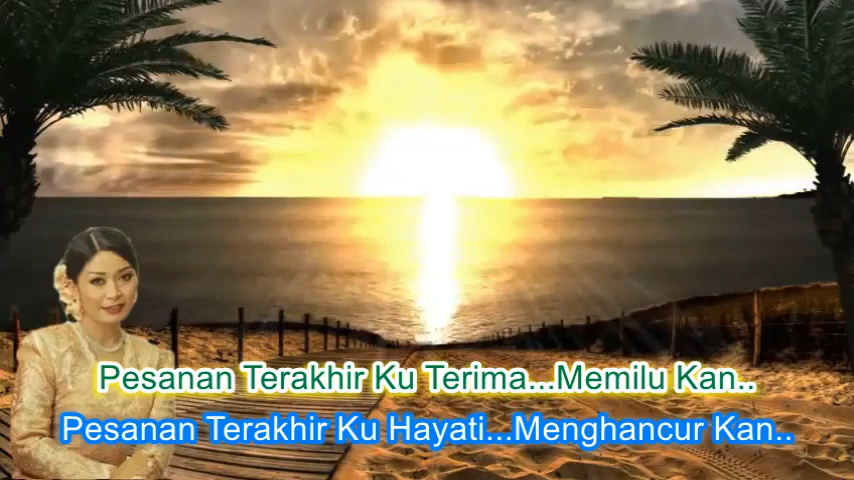 Pesanan Terakhir Ku Terima...Memilu Kan..
Pesanan Terakhir Ku Hayati...Menghancur Kan..